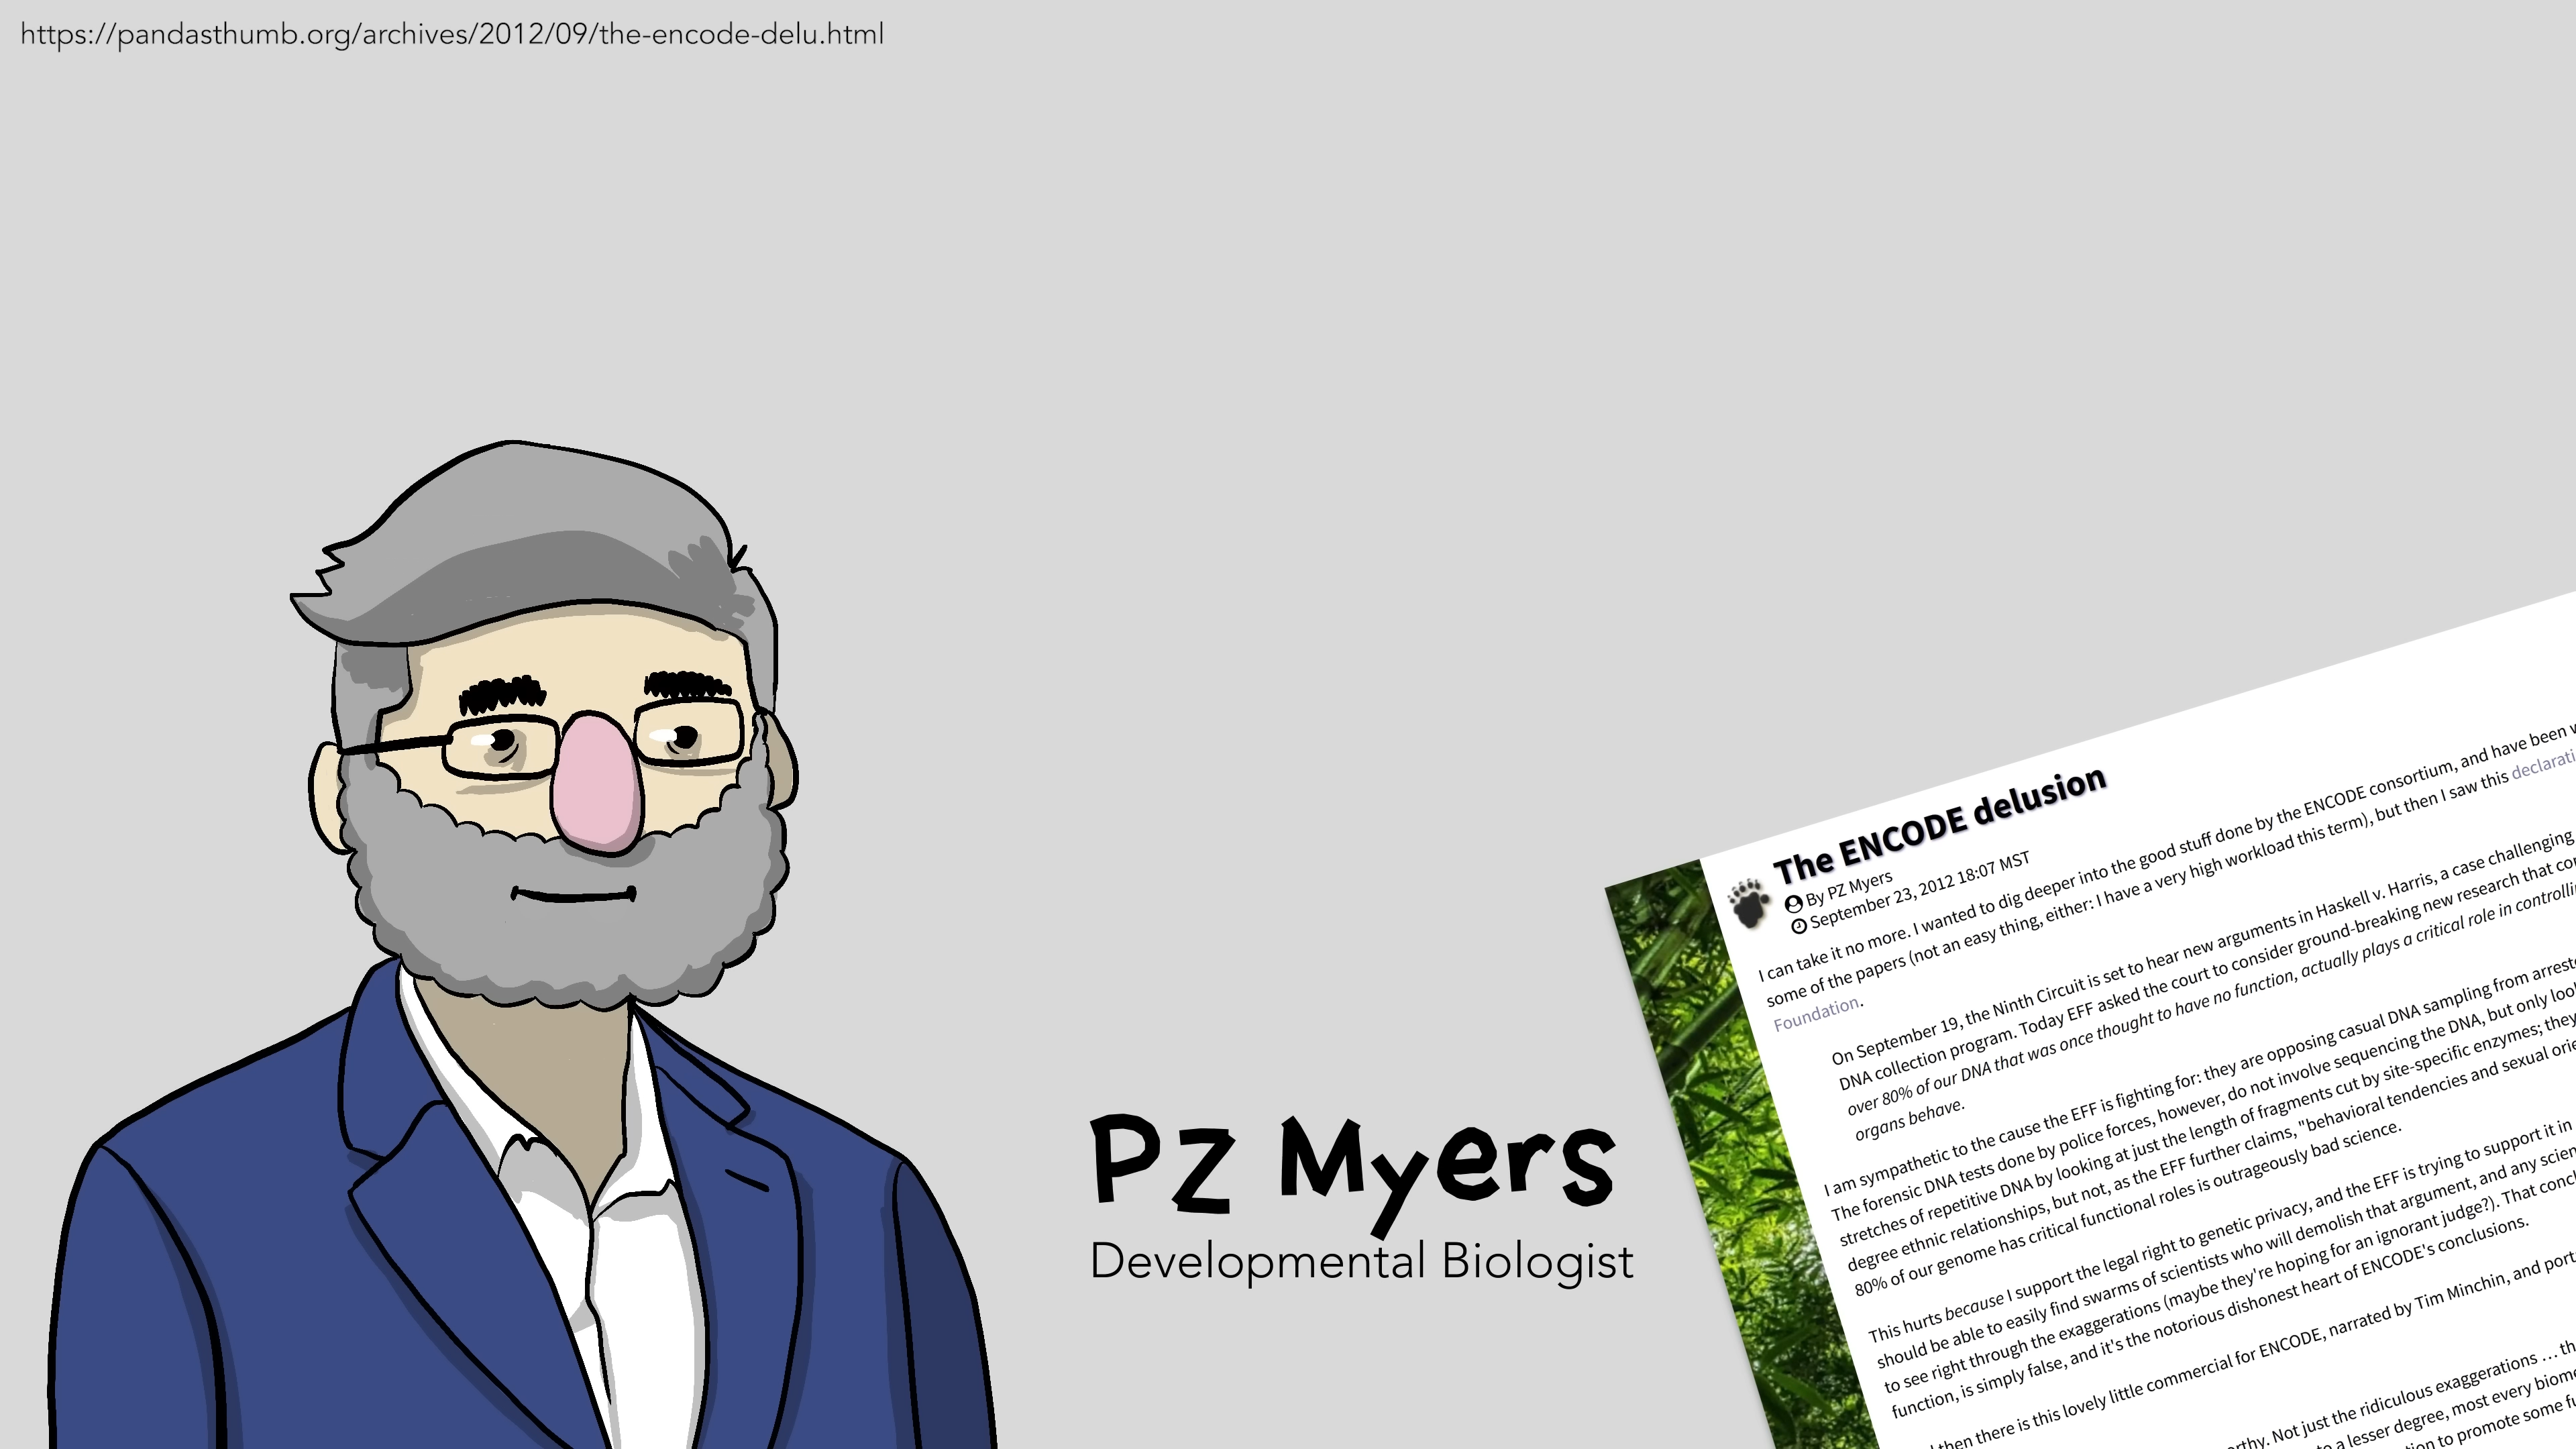 https://pandasthumb.org/archives/2012/09/the-encode-delu.html
PZ Myers
Developmental Biologist
The ENCODE delusion
By PZ Myers
September 23, 2012 18:07 MST
I can take it no more. I wanted to dig deeper into the good stuff done by the ENCODE consortium, and have been
some of the papers (not an easy thing, either: I have a very high workload this term), but then I saw this
Foundation.
On September 19, the Ninth Circuit is set to hear new arguments in Haskell v. Harris, a case challenging
DNA collection program. Today EFF asked the court to consider ground-breaking new research that
over 80% of our DNA that was once thought to have no function, actually plays a critical role in
organs behave.
I am sympathetic to the cause the EFF is fighting for: they are opposing casual DNA sampling from
The forensic DNA tests done by police forces, however, do not involve sequencing the DNA, but only
stretches of repetitive DNA by looking at just the length of fragments cut by site-specific enzymes; they
degree ethnic relationships, but not, as the EFF further claims, "behavioral tendencies and sexual
80% of our genome has critical functional roles is outrageously bad science.
This hurts because I support the legal right to genetic privacy, and the EFF is trying to support it in
should be able to easily find swarms of scientists who will demolish that argument, and any
to see right through the exaggerations (maybe they're hoping for an ignorant judge?). That
function, is simply false, and it's the notorious dishonest heart of ENCODE's conclusions.
then there is this lovely little commercial for ENCODE, narrated by Tim Minchin, and
Not just the ridiculous exaggerations …
to a lesser degree, most every
to promote some